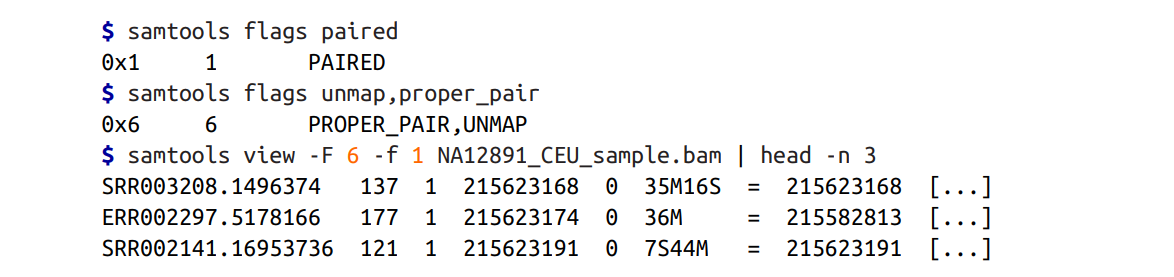 $ samtools flags paired
0x1 1 PAIRED
$ samtools flags unmap,proper_pair
0x6 6 PROPER_PAIR,UNMAP
$ samtools view -F 6 -f 1 NA12891_CEU_sample.bam | head -n 3
SRR003208.1496374 137 1 215623168 0 35M16S = 215623168 [...]
ERR002297.5178166 177 1 215623174 0 36M = 215582813 [...]
SRR002141.16953736 121 1 215623191 0 7S44M = 215623191 [...]